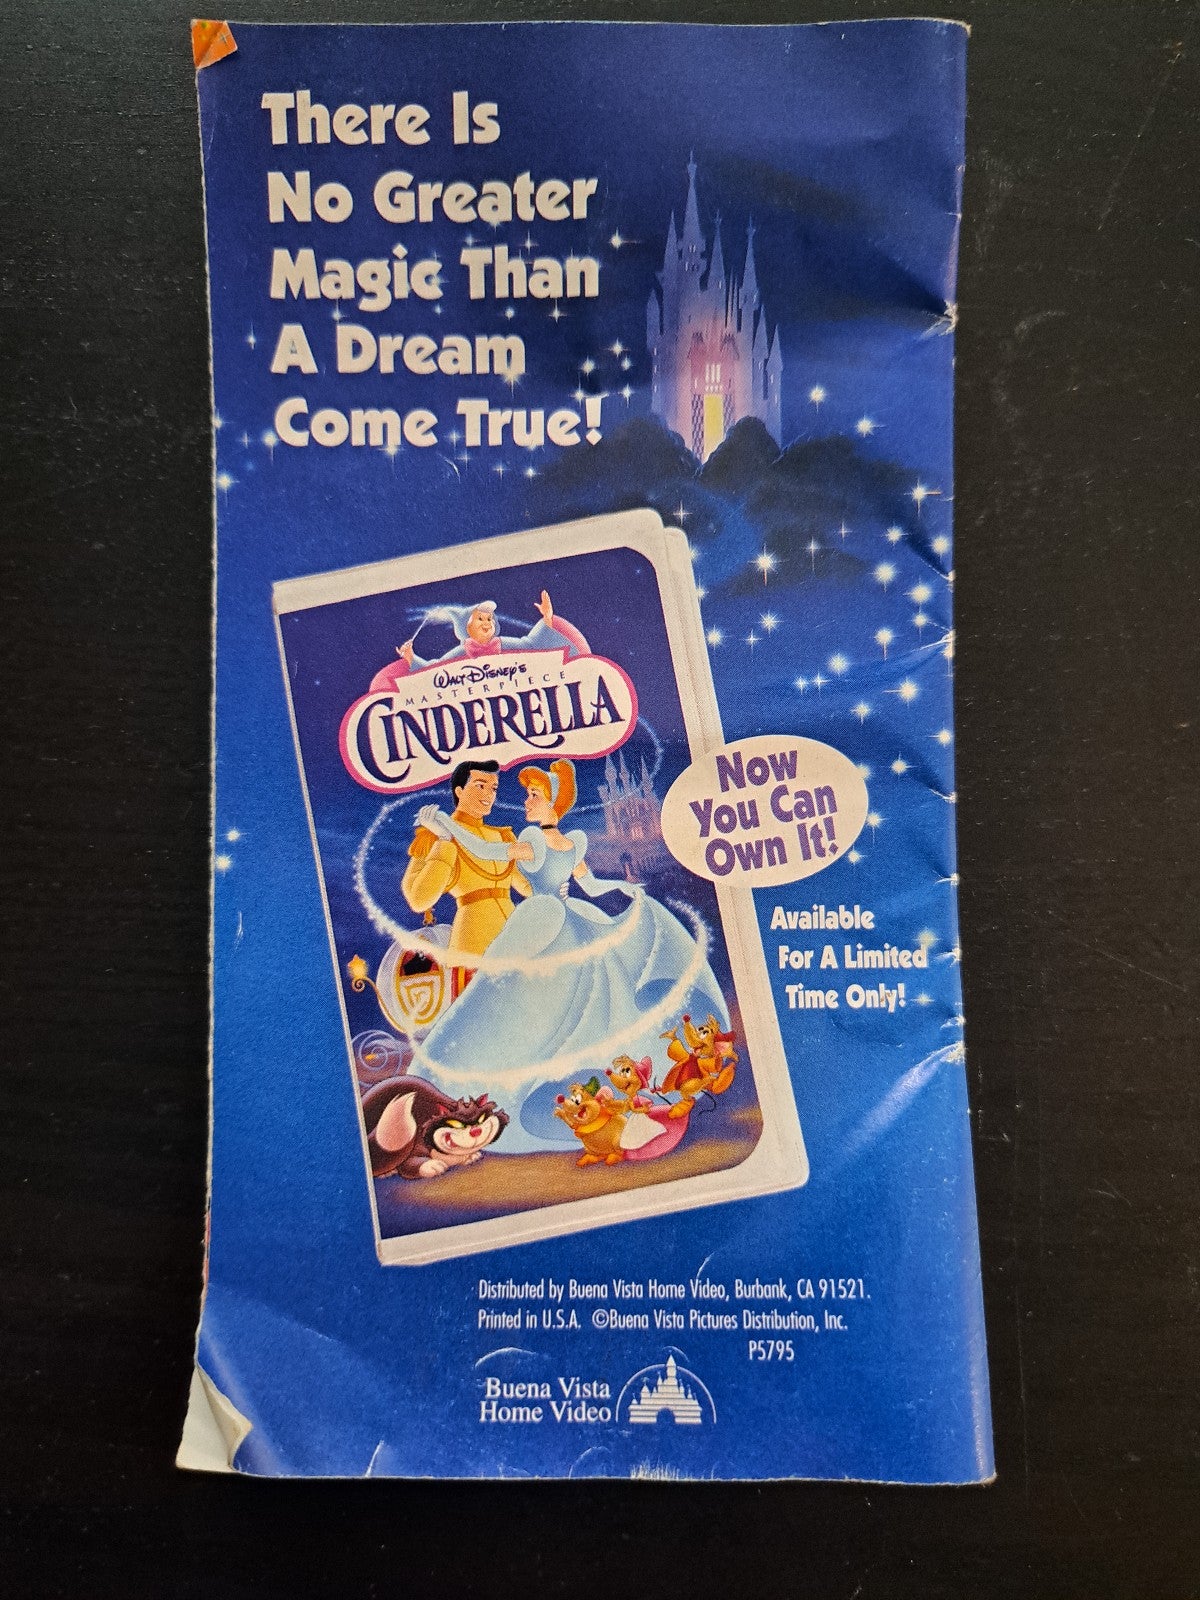 There Is
No Greater
Magic Than
A Dream
Come True!
WALT DISNEY'S
MASTERPIECE
CINDERELLA
Now
You Can
Own It!
Available
For A Limited
Time Only!
Distributed by Buena Vista Home Video, Burbank, CA 91521.
Printed in U.S.A. ©Buena Vista Pictures Distribution, Inc.
P5795
Buena Vista
Home Video